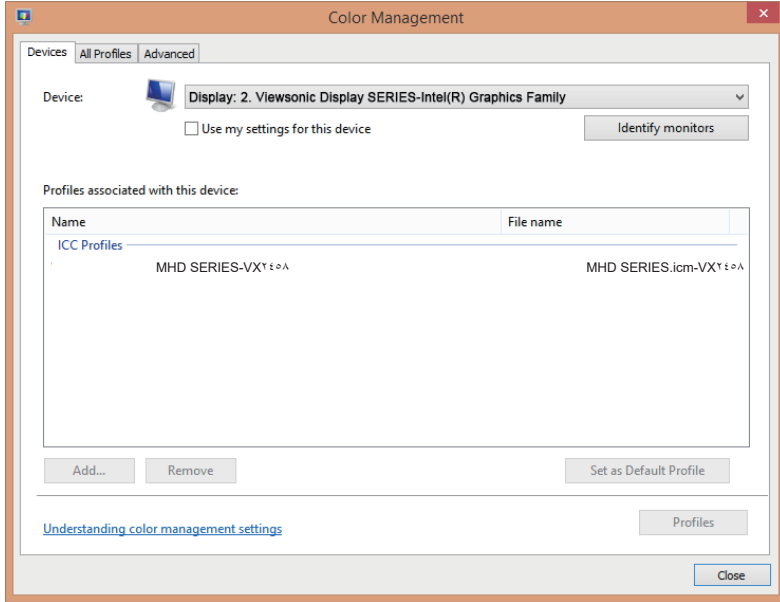 Color Management
Devices All Profiles Advanced
Device: Display: 2. Viewsonic Display SERIES-Intel(R) Graphics Family
Use my settings for this device Identify monitors
Profiles associated with this device:
Name File name
ICC Profiles
MHD SERIES-VX٢٤٥٨ MHD SERIES.icm-VX٢٤٥٨
Add... Remove Set as Default Profile
Understanding color management settings Profiles
Close